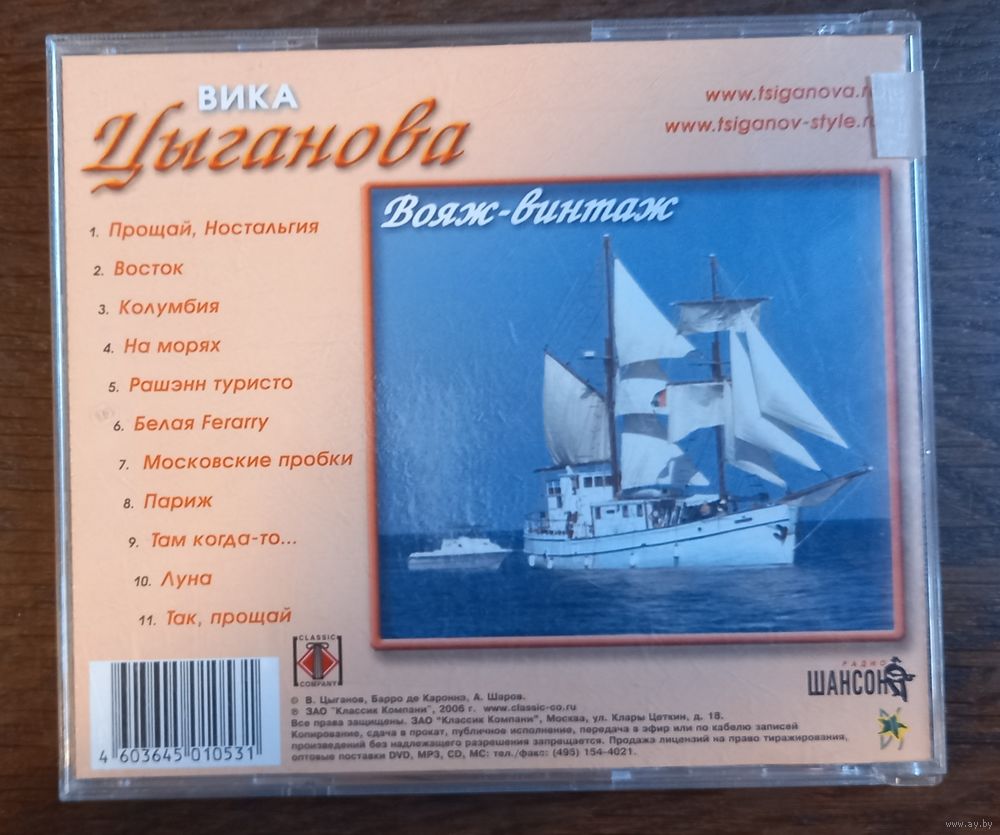 ВИКА
Цыганова
www.tsiganova.r
www.tsiganov-style.r
Вояж-винтаж
1. Прощай, Ностальгия
2. Восток
3. Колумбия
4. На морях
5. Рашэнн туристо
6. Белая Ferarry
7. Московские пробки
8. Париж
9. Там когда-то...
10. Луна
11. Так, прощай
CLASSIC
COMPANY
РАДИО
ШАНСОН
© В. Цыганов, Барро де Каронна, А. Шаров.
℗ ЗАО "Классик Компани", 2006 г. www.classic-co.ru
Все права защищены. ЗАО "Классик Компани", Москва, ул. Клары Цеткин, д. 18.
Копирование, сдача в прокат, публичное исполнение, передача в эфир или по кабелю записей
произведений без надлежащего разрешения запрещается. Продажа лицензий на право тиражирования,
оптовые поставки DVD, MP3, CD, MC: тел./факс: (495) 154-4021.
4 603645 010531
www.ay.by